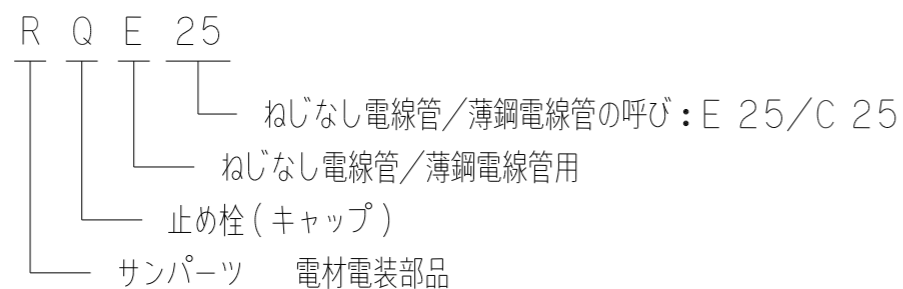 R Q E 25
ねじなし電線管／薄鋼電線管の呼び：E 25／C 25
ねじなし電線管／薄鋼電線管用
止め栓(キャップ)
サンパーツ　電材電装部品